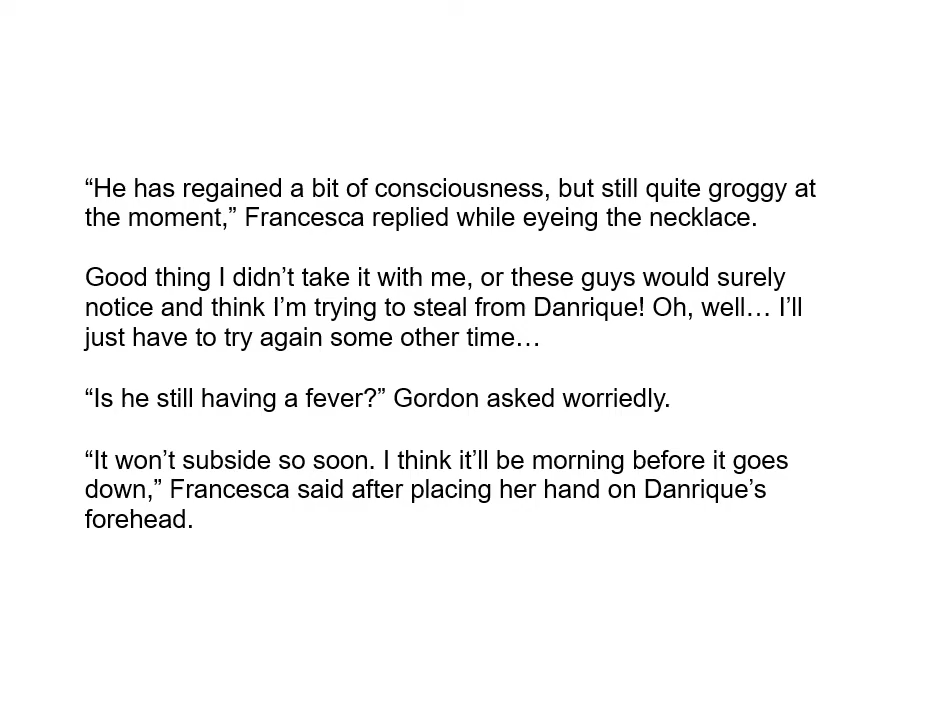 “He has regained a bit of consciousness, but still quite groggy at
the moment,” Francesca replied while eyeing the necklace.
Good thing I didn’t take it with me, or these guys would surely
notice and think I’m trying to steal from Danrique! Oh, well… I’ll
just have to try again some other time…
“Is he still having a fever?” Gordon asked worriedly.
“It won’t subside so soon. I think it’ll be morning before it goes
down,” Francesca said after placing her hand on Danrique’s
forehead.